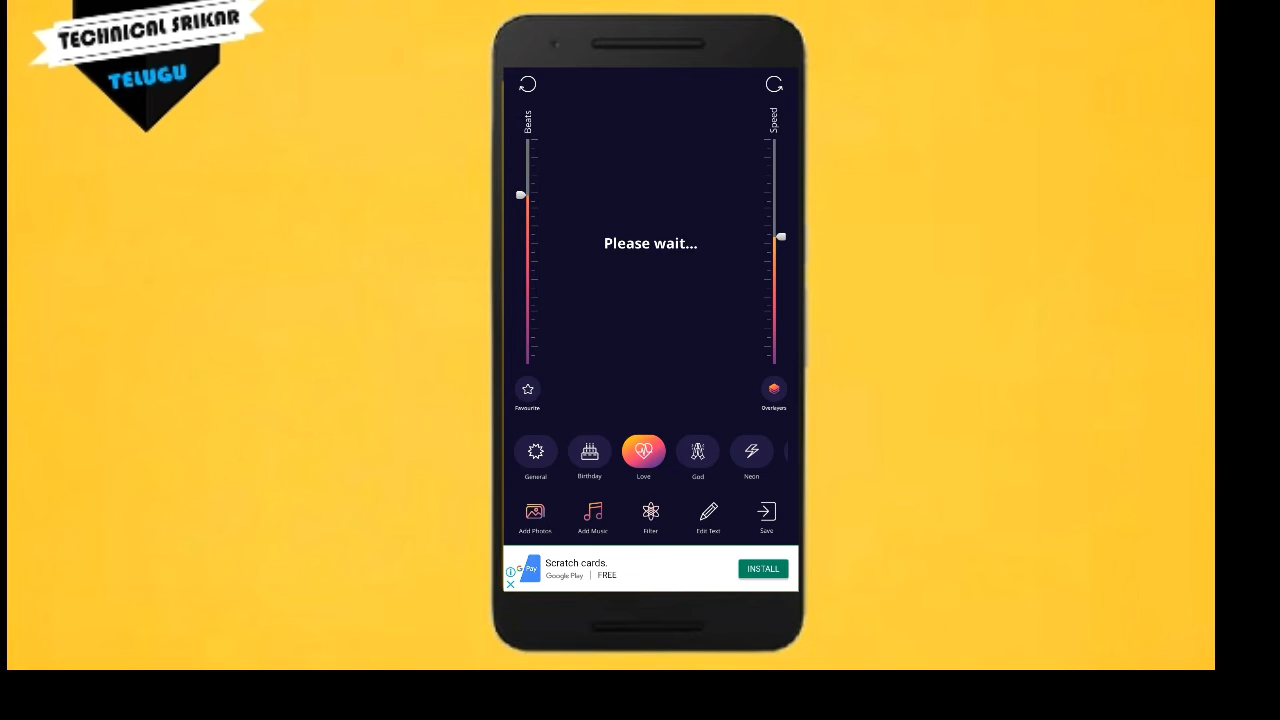 TECHNICAL SRIKAR
TELUGU
Beats
Speed
Please wait...
Favourite
Overlayers
General
Birthday
Love
God
Neon
Add Photos
Add Music
Filter
Edit Text
Save
G Pay
Scratch cards.
Google Play | FREE
INSTALL